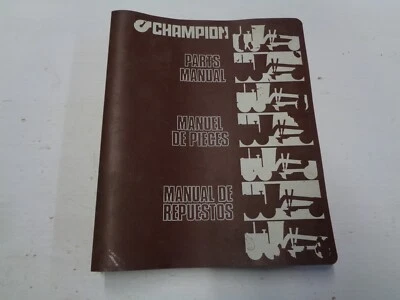 CHAMPION
PARTS
MANUAL
MANUEL
DE PIECES
MANUAL DE
REPUESTOS